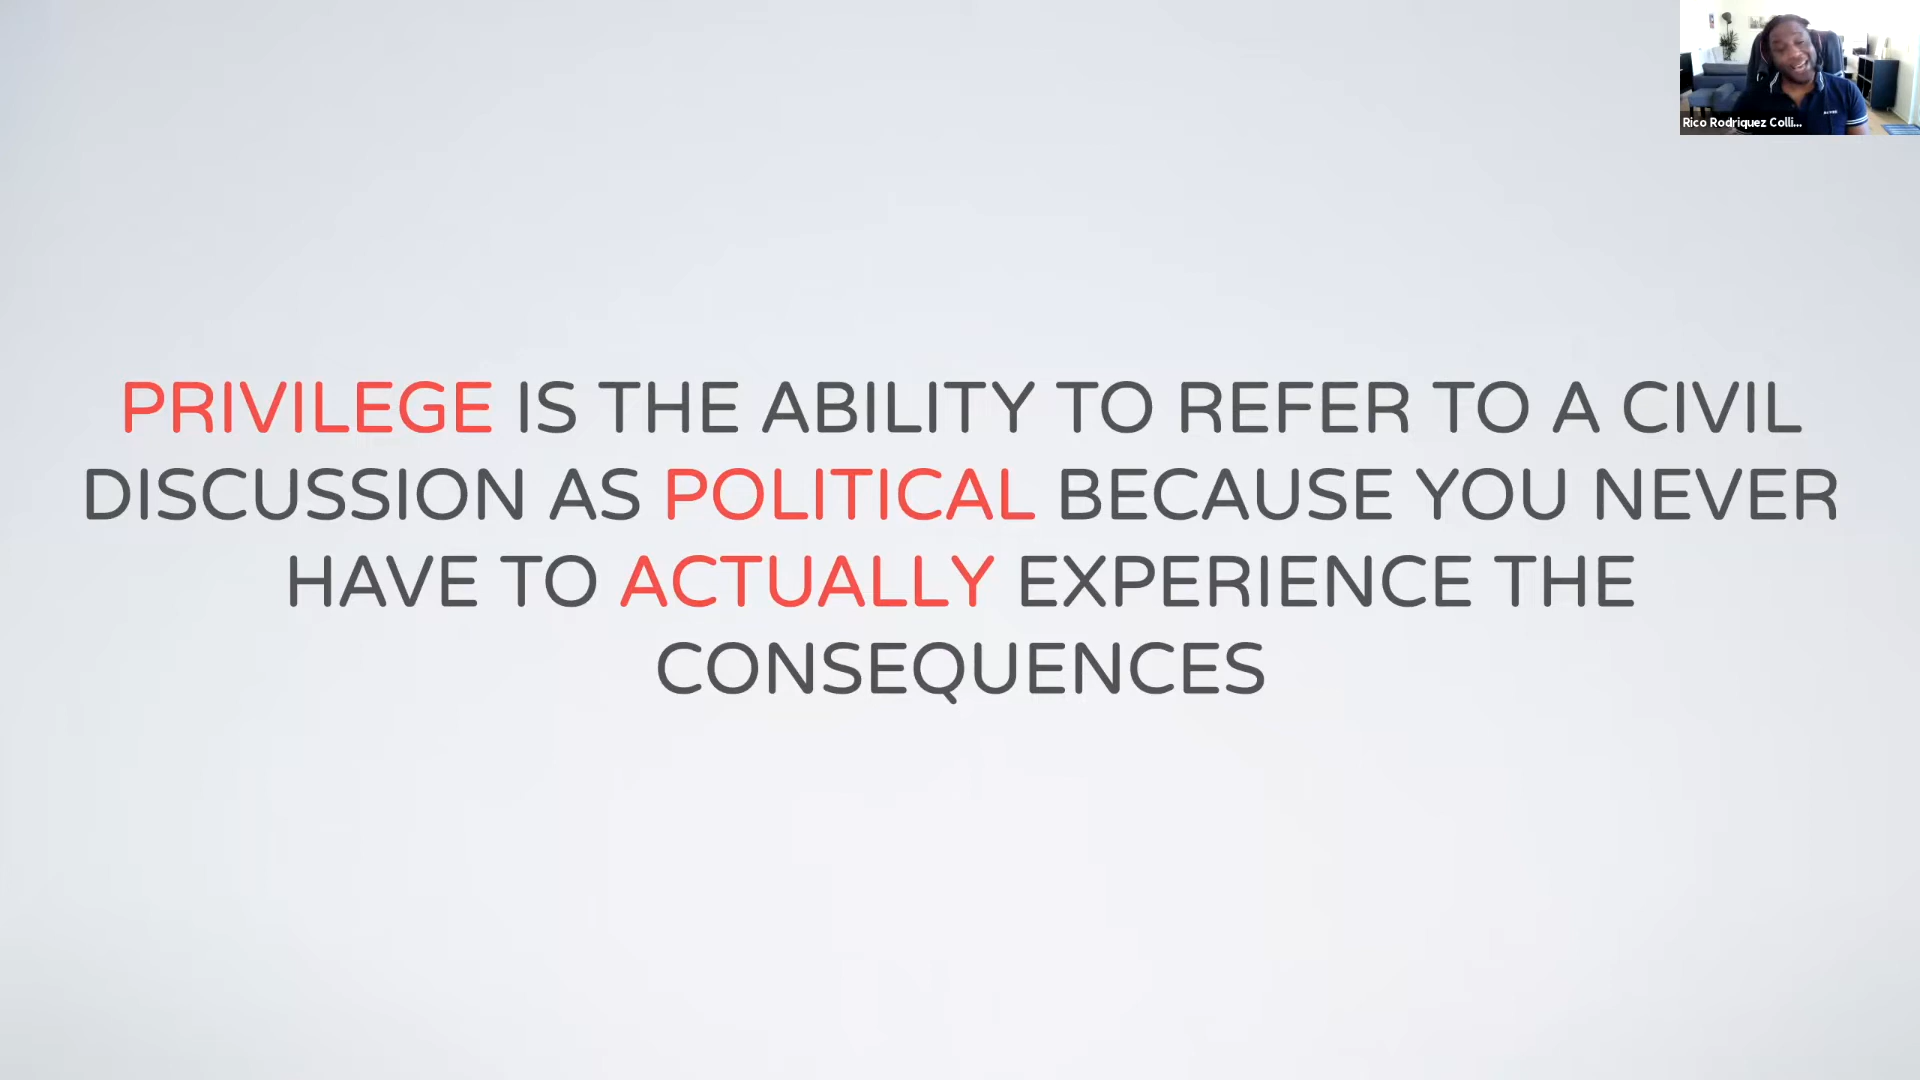 Rico Rodriquez Colli...
PRIVILEGE IS THE ABILITY TO REFER TO A CIVIL
DISCUSSION AS POLITICAL BECAUSE YOU NEVER
HAVE TO ACTUALLY EXPERIENCE THE
CONSEQUENCES